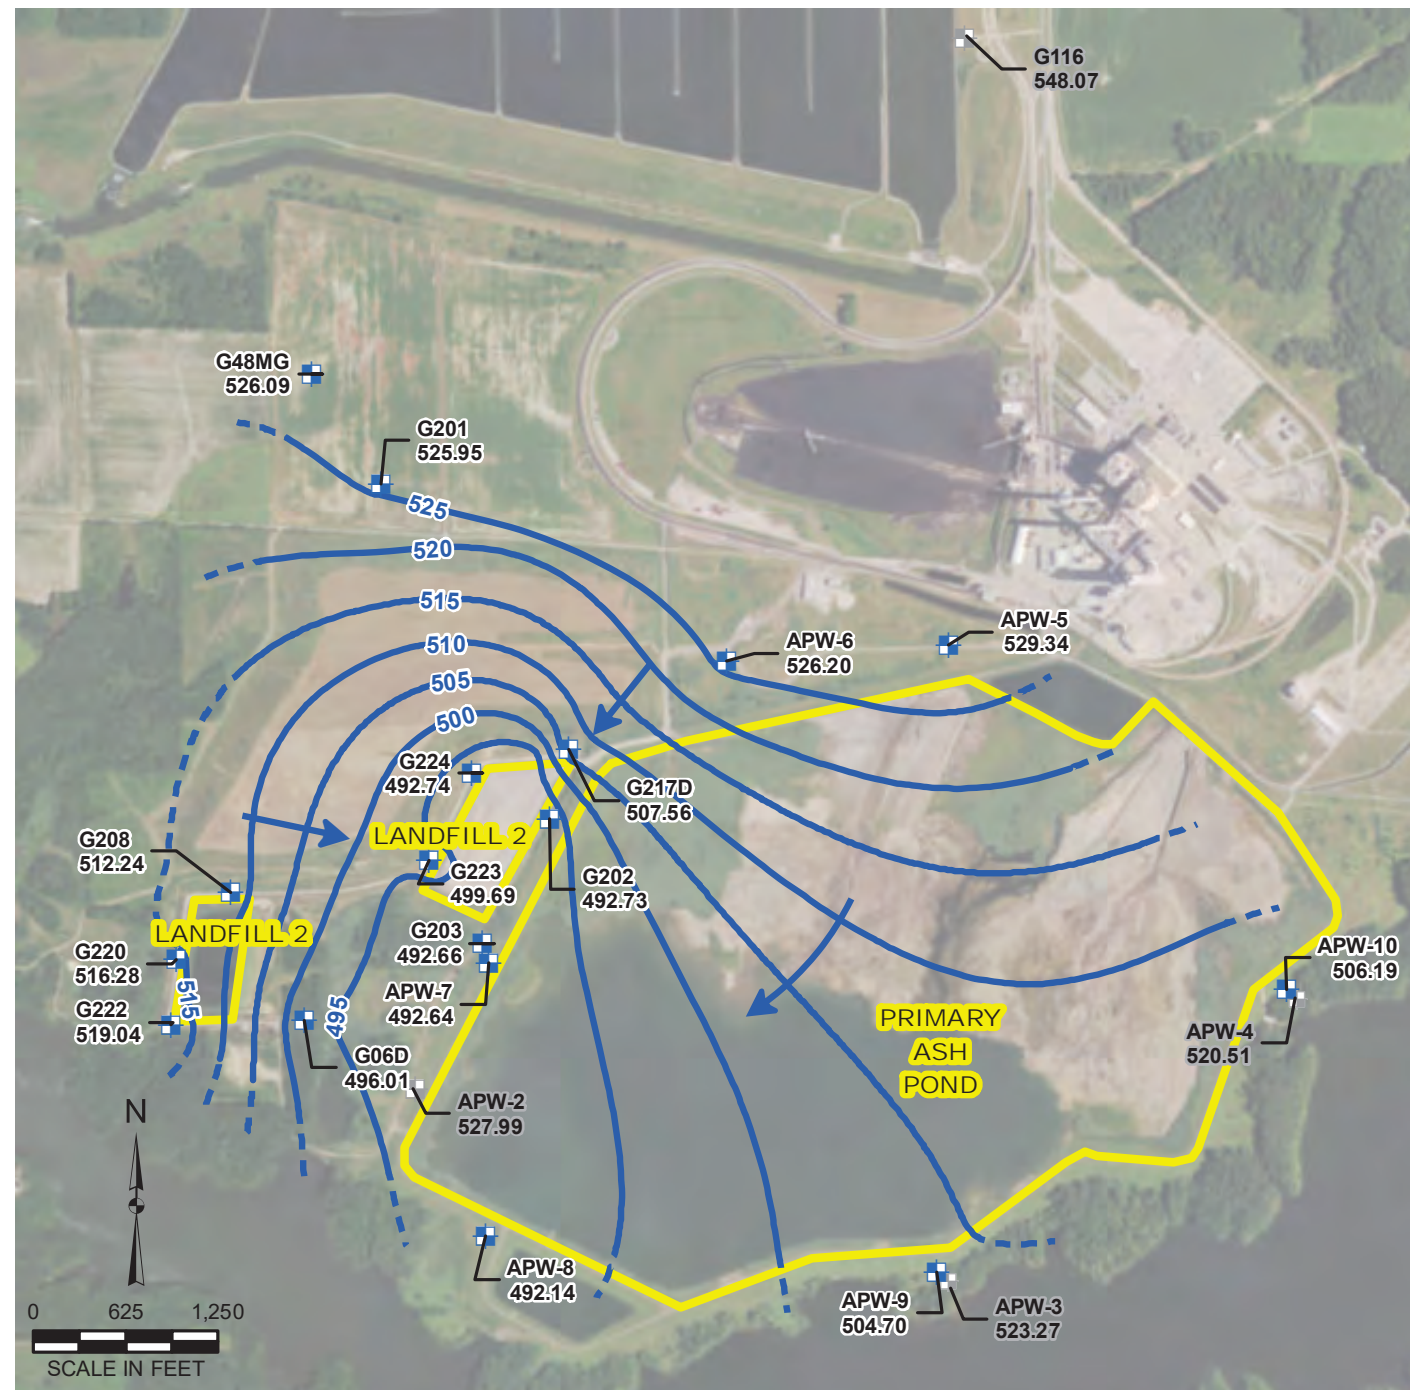 G116
548.07
G48MG
526.09
G201
525.95
525
520
515
510
505
500
APW-5
529.34
APW-6
526.20
G224
492.74
G217D
507.56
LANDFILL 2
G208
512.24
G223
499.69
G202
492.73
LANDFILL 2
G203
492.66
G220
516.28
APW-7
492.64
515
495
G222
519.04
G06D
496.01
APW-10
506.19
APW-4
520.51
PRIMARY
ASH
POND
APW-2
527.99
N
APW-8
492.14
APW-9
504.70
APW-3
523.27
0 625 1,250
SCALE IN FEET